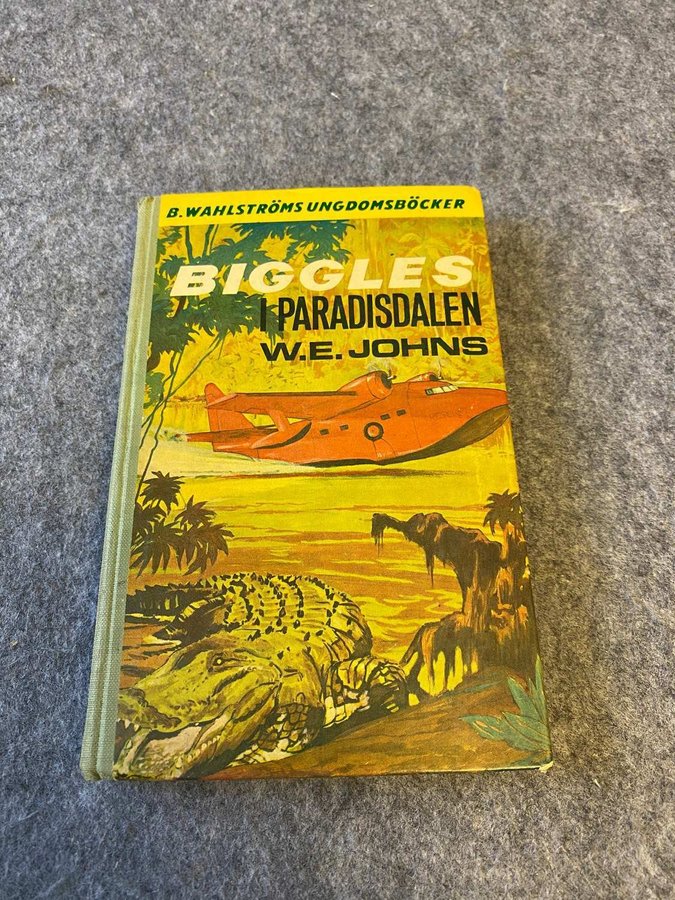 B. WAHLSTRÖMS UNGDOMSBÖCKER
BIGGLES
I PARADISDALEN
W.E. JOHNS